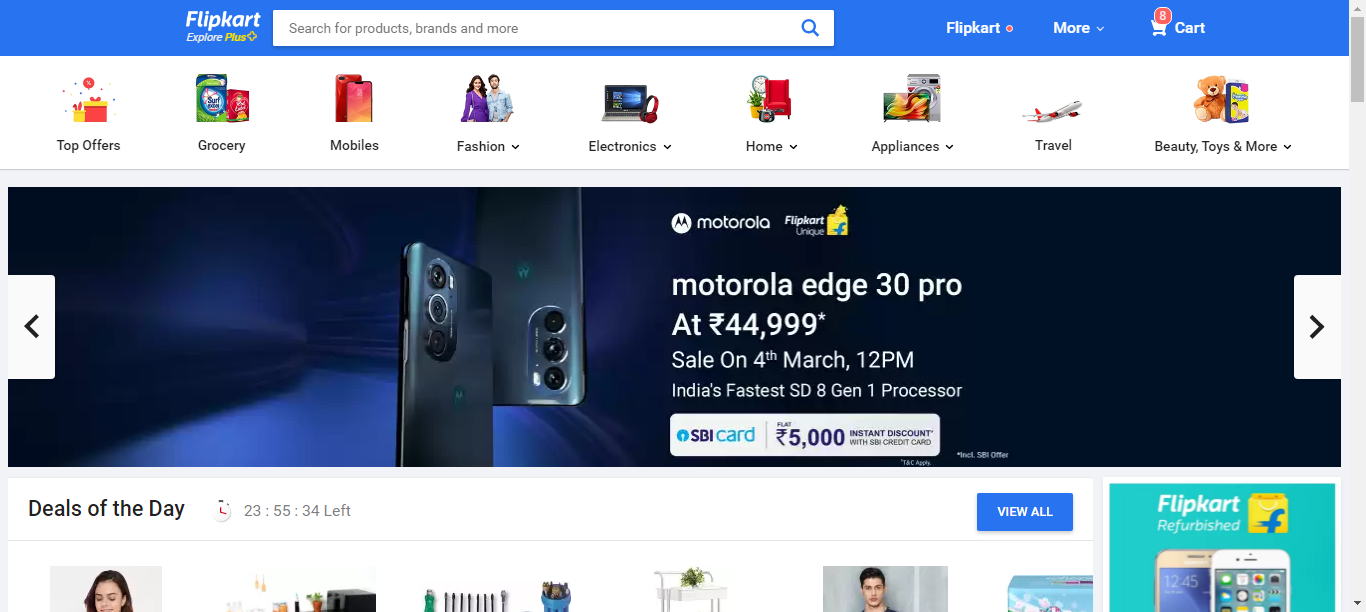 Flipkart
Explore Plus
Search for products, brands and more
Flipkart
More
8
Cart
Top Offers
Grocery
Mobiles
Fashion
Electronics
Home
Appliances
Travel
Beauty, Toys & More
motorola
Flipkart
Unique
motorola edge 30 pro
At ₹44,999*
Sale On 4th March, 12PM
India's Fastest SD 8 Gen 1 Processor
SBI card
FLAT
₹5,000
INSTANT DISCOUNT*
WITH SBI CREDIT CARD
*T&C Apply.
*Incl. SBI Offer
Deals of the Day
23 : 55 : 34 Left
VIEW ALL
Flipkart
Refurbished
12:45